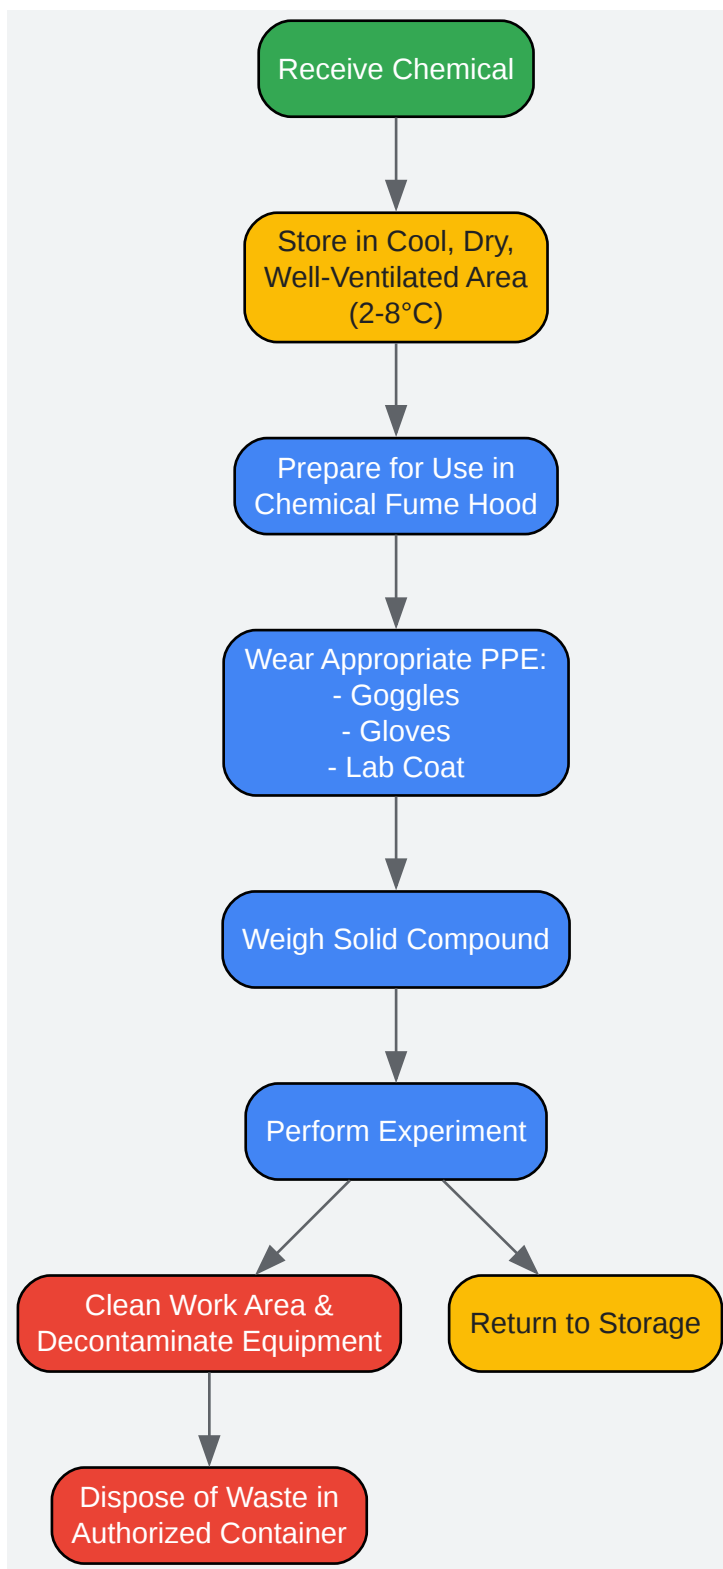 Receive Chemical
Store in Cool, Dry,
Well-Ventilated Area
(2-8°C)
Prepare for Use in
Chemical Fume Hood
Wear Appropriate PPE:
- Goggles
- Gloves
- Lab Coat
Weigh Solid Compound
Perform Experiment
Clean Work Area &
Decontaminate Equipment
Return to Storage
Dispose of Waste in
Authorized Container